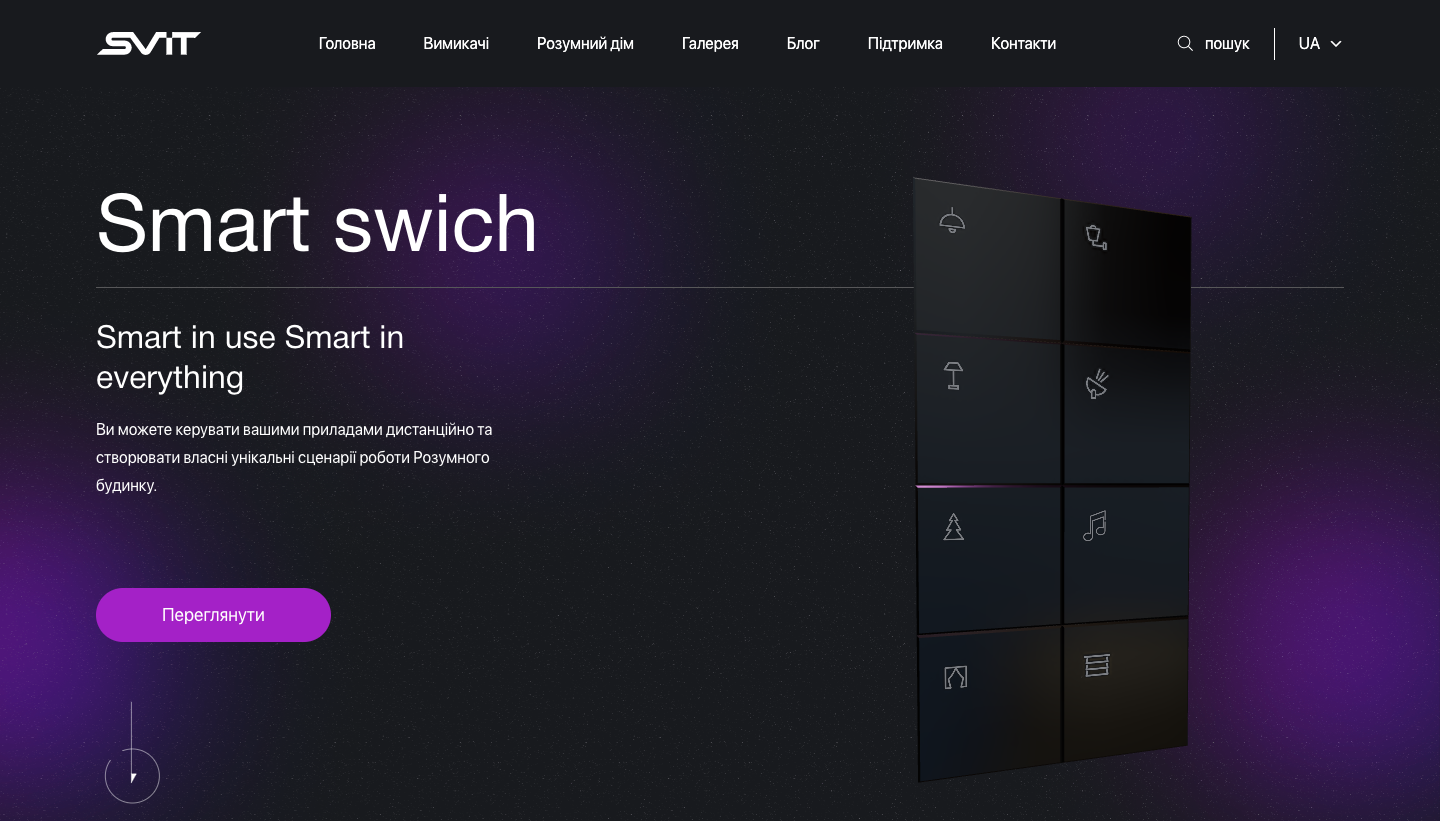 SVIT
Головна
Вимикачі
Розумний дім
Галерея
Блог
Підтримка
Контакти
пошук
UA
Smart swich
Smart in use Smart in
everything
Ви можете керувати вашими приладами дистанційно та
створювати власні унікальні сценарії роботи Розумного
будинку.
Переглянути